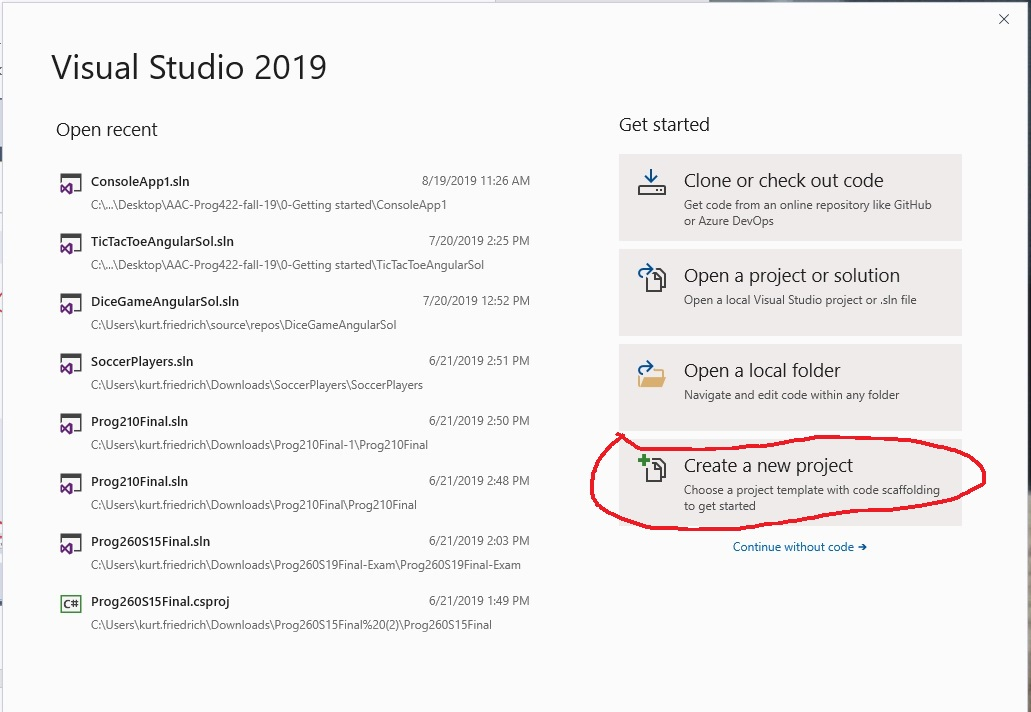 Visual Studio 2019
Open recent
ConsoleApp1.sln 8/19/2019 11:26 AM
C:\...\Desktop\AAC-Prog422-fall-19\0-Getting started\ConsoleApp1
TicTacToeAngularSol.sln 7/20/2019 2:25 PM
C:\...\Desktop\AAC-Prog422-fall-19\0-Getting started\TicTacToeAngularSol
DiceGameAngularSol.sln 7/20/2019 12:52 PM
C:\Users\kurt.friedrich\source\repos\DiceGameAngularSol
SoccerPlayers.sln 6/21/2019 2:51 PM
C:\Users\kurt.friedrich\Downloads\SoccerPlayers\SoccerPlayers
Prog210Final.sln 6/21/2019 2:50 PM
C:\Users\kurt.friedrich\Downloads\Prog210Final-1\Prog210Final
Prog210Final.sln 6/21/2019 2:48 PM
C:\Users\kurt.friedrich\Downloads\Prog210Final\Prog210Final
Prog260S15Final.sln 6/21/2019 2:03 PM
C:\Users\kurt.friedrich\Downloads\Prog260S19Final-Exam\Prog260S19Final-Exam
C# Prog260S15Final.csproj 6/21/2019 1:49 PM
C:\Users\kurt.friedrich\Downloads\Prog260S15Final%20(2)\Prog260S15Final
Get started
Clone or check out code
Get code from an online repository like GitHub
or Azure DevOps
Open a project or solution
Open a local Visual Studio project or .sln file
Open a local folder
Navigate and edit code within any folder
Create a new project
Choose a project template with code scaffolding
to get started
Continue without code →